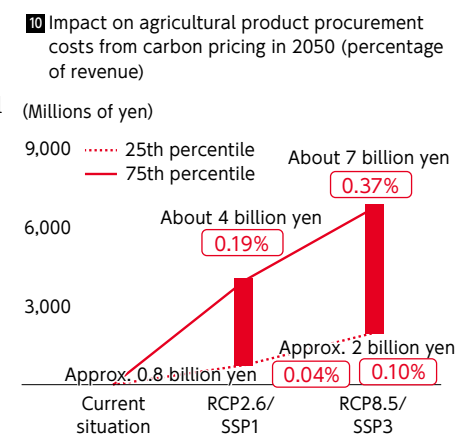 10 Impact on agricultural product procurement
costs from carbon pricing in 2050 (percentage
of revenue)
(Millions of yen)
9,000
25th percentile
75th percentile
About 7 billion yen
0.37%
About 4 billion yen
0.19%
6,000
3,000
Approx. 2 billion yen
Approx. 0.8 billion yen
0.04%
0.10%
Current
situation
RCP2.6/
SSP1
RCP8.5/
SSP3